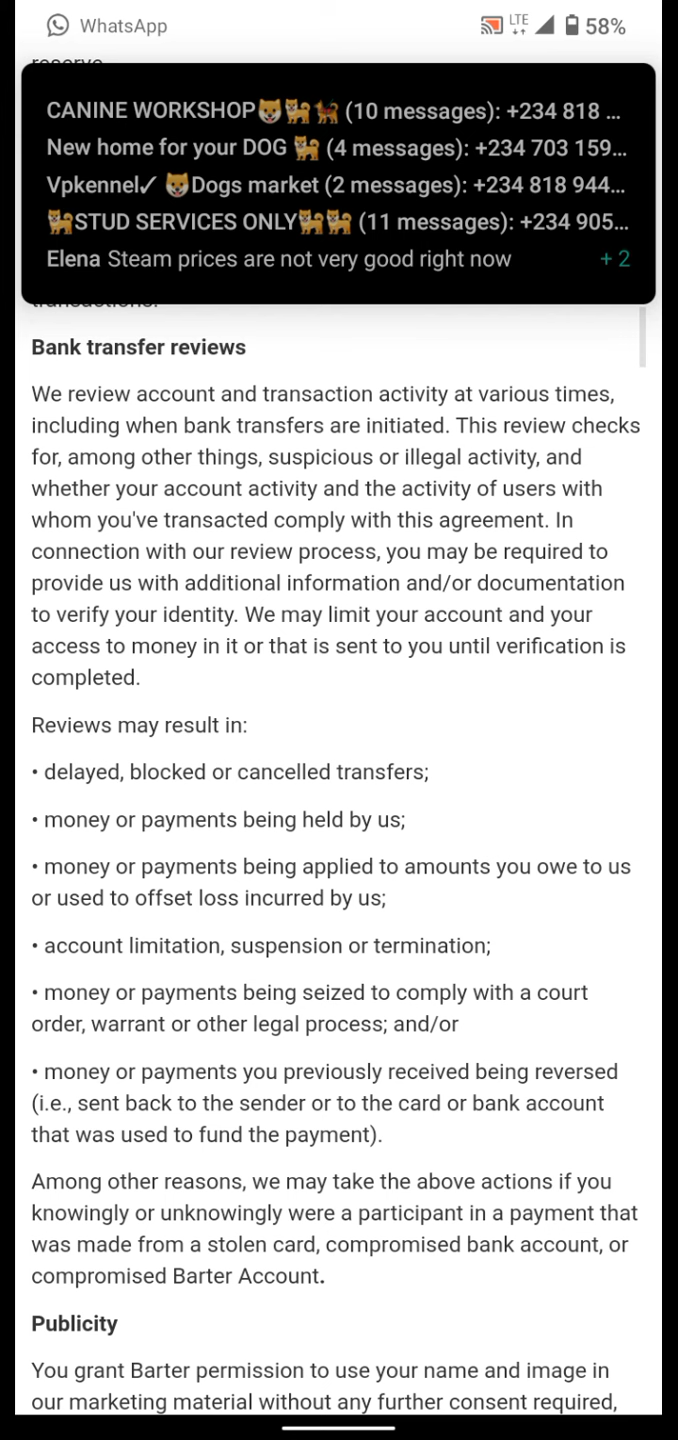 WhatsApp LTE 58%
reserve
CANINE WORKSHOP🐶🐕🐕‍🦺 (10 messages): +234 818 ...
New home for your DOG 🐕 (4 messages): +234 703 159...
Vpkennel✓ 🐶Dogs market (2 messages): +234 818 944...
🐕STUD SERVICES ONLY🐕🐕 (11 messages): +234 905...
Elena Steam prices are not very good right now + 2
transactions.
Bank transfer reviews
We review account and transaction activity at various times,
including when bank transfers are initiated. This review checks
for, among other things, suspicious or illegal activity, and
whether your account activity and the activity of users with
whom you've transacted comply with this agreement. In
connection with our review process, you may be required to
provide us with additional information and/or documentation
to verify your identity. We may limit your account and your
access to money in it or that is sent to you until verification is
completed.
Reviews may result in:
• delayed, blocked or cancelled transfers;
• money or payments being held by us;
• money or payments being applied to amounts you owe to us
or used to offset loss incurred by us;
• account limitation, suspension or termination;
• money or payments being seized to comply with a court
order, warrant or other legal process; and/or
• money or payments you previously received being reversed
(i.e., sent back to the sender or to the card or bank account
that was used to fund the payment).
Among other reasons, we may take the above actions if you
knowingly or unknowingly were a participant in a payment that
was made from a stolen card, compromised bank account, or
compromised Barter Account.
Publicity
You grant Barter permission to use your name and image in
our marketing material without any further consent required,